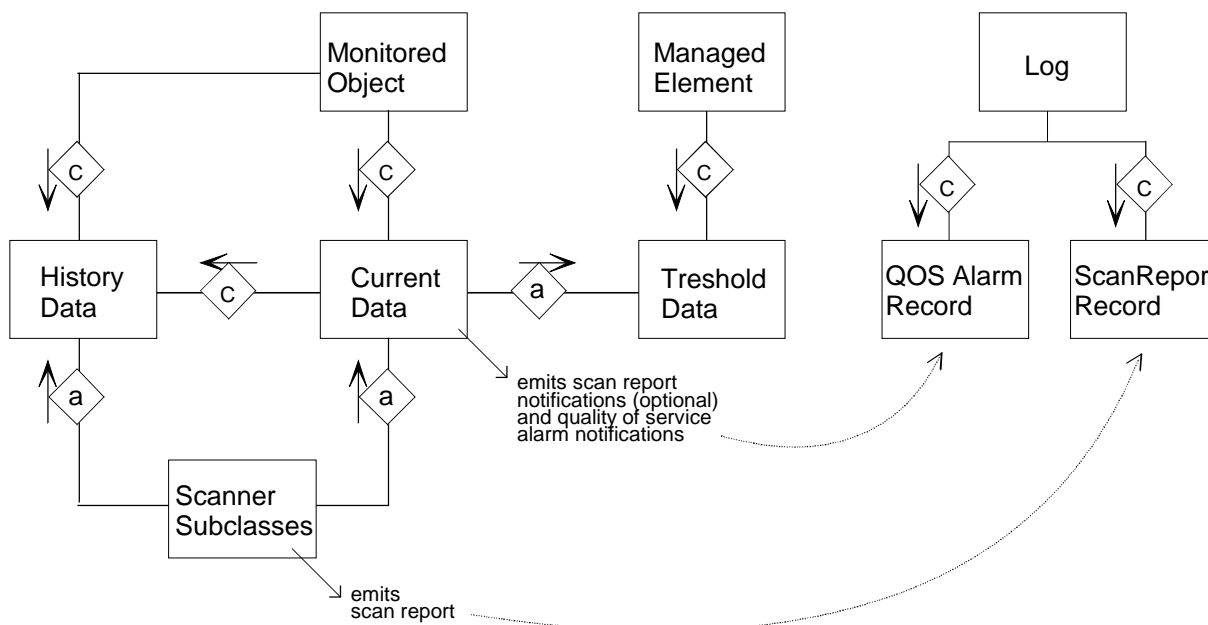 Monitored
Object
Managed
Element
Log
C
C
C
C
C
History
Data
C
Current
Data
a
Treshold
Data
QOS Alarm
Record
ScanRepor
Record
a
a
emits scan report
notifications (optional)
and quality of service
alarm notifications
Scanner
Subclasses
emits
scan report